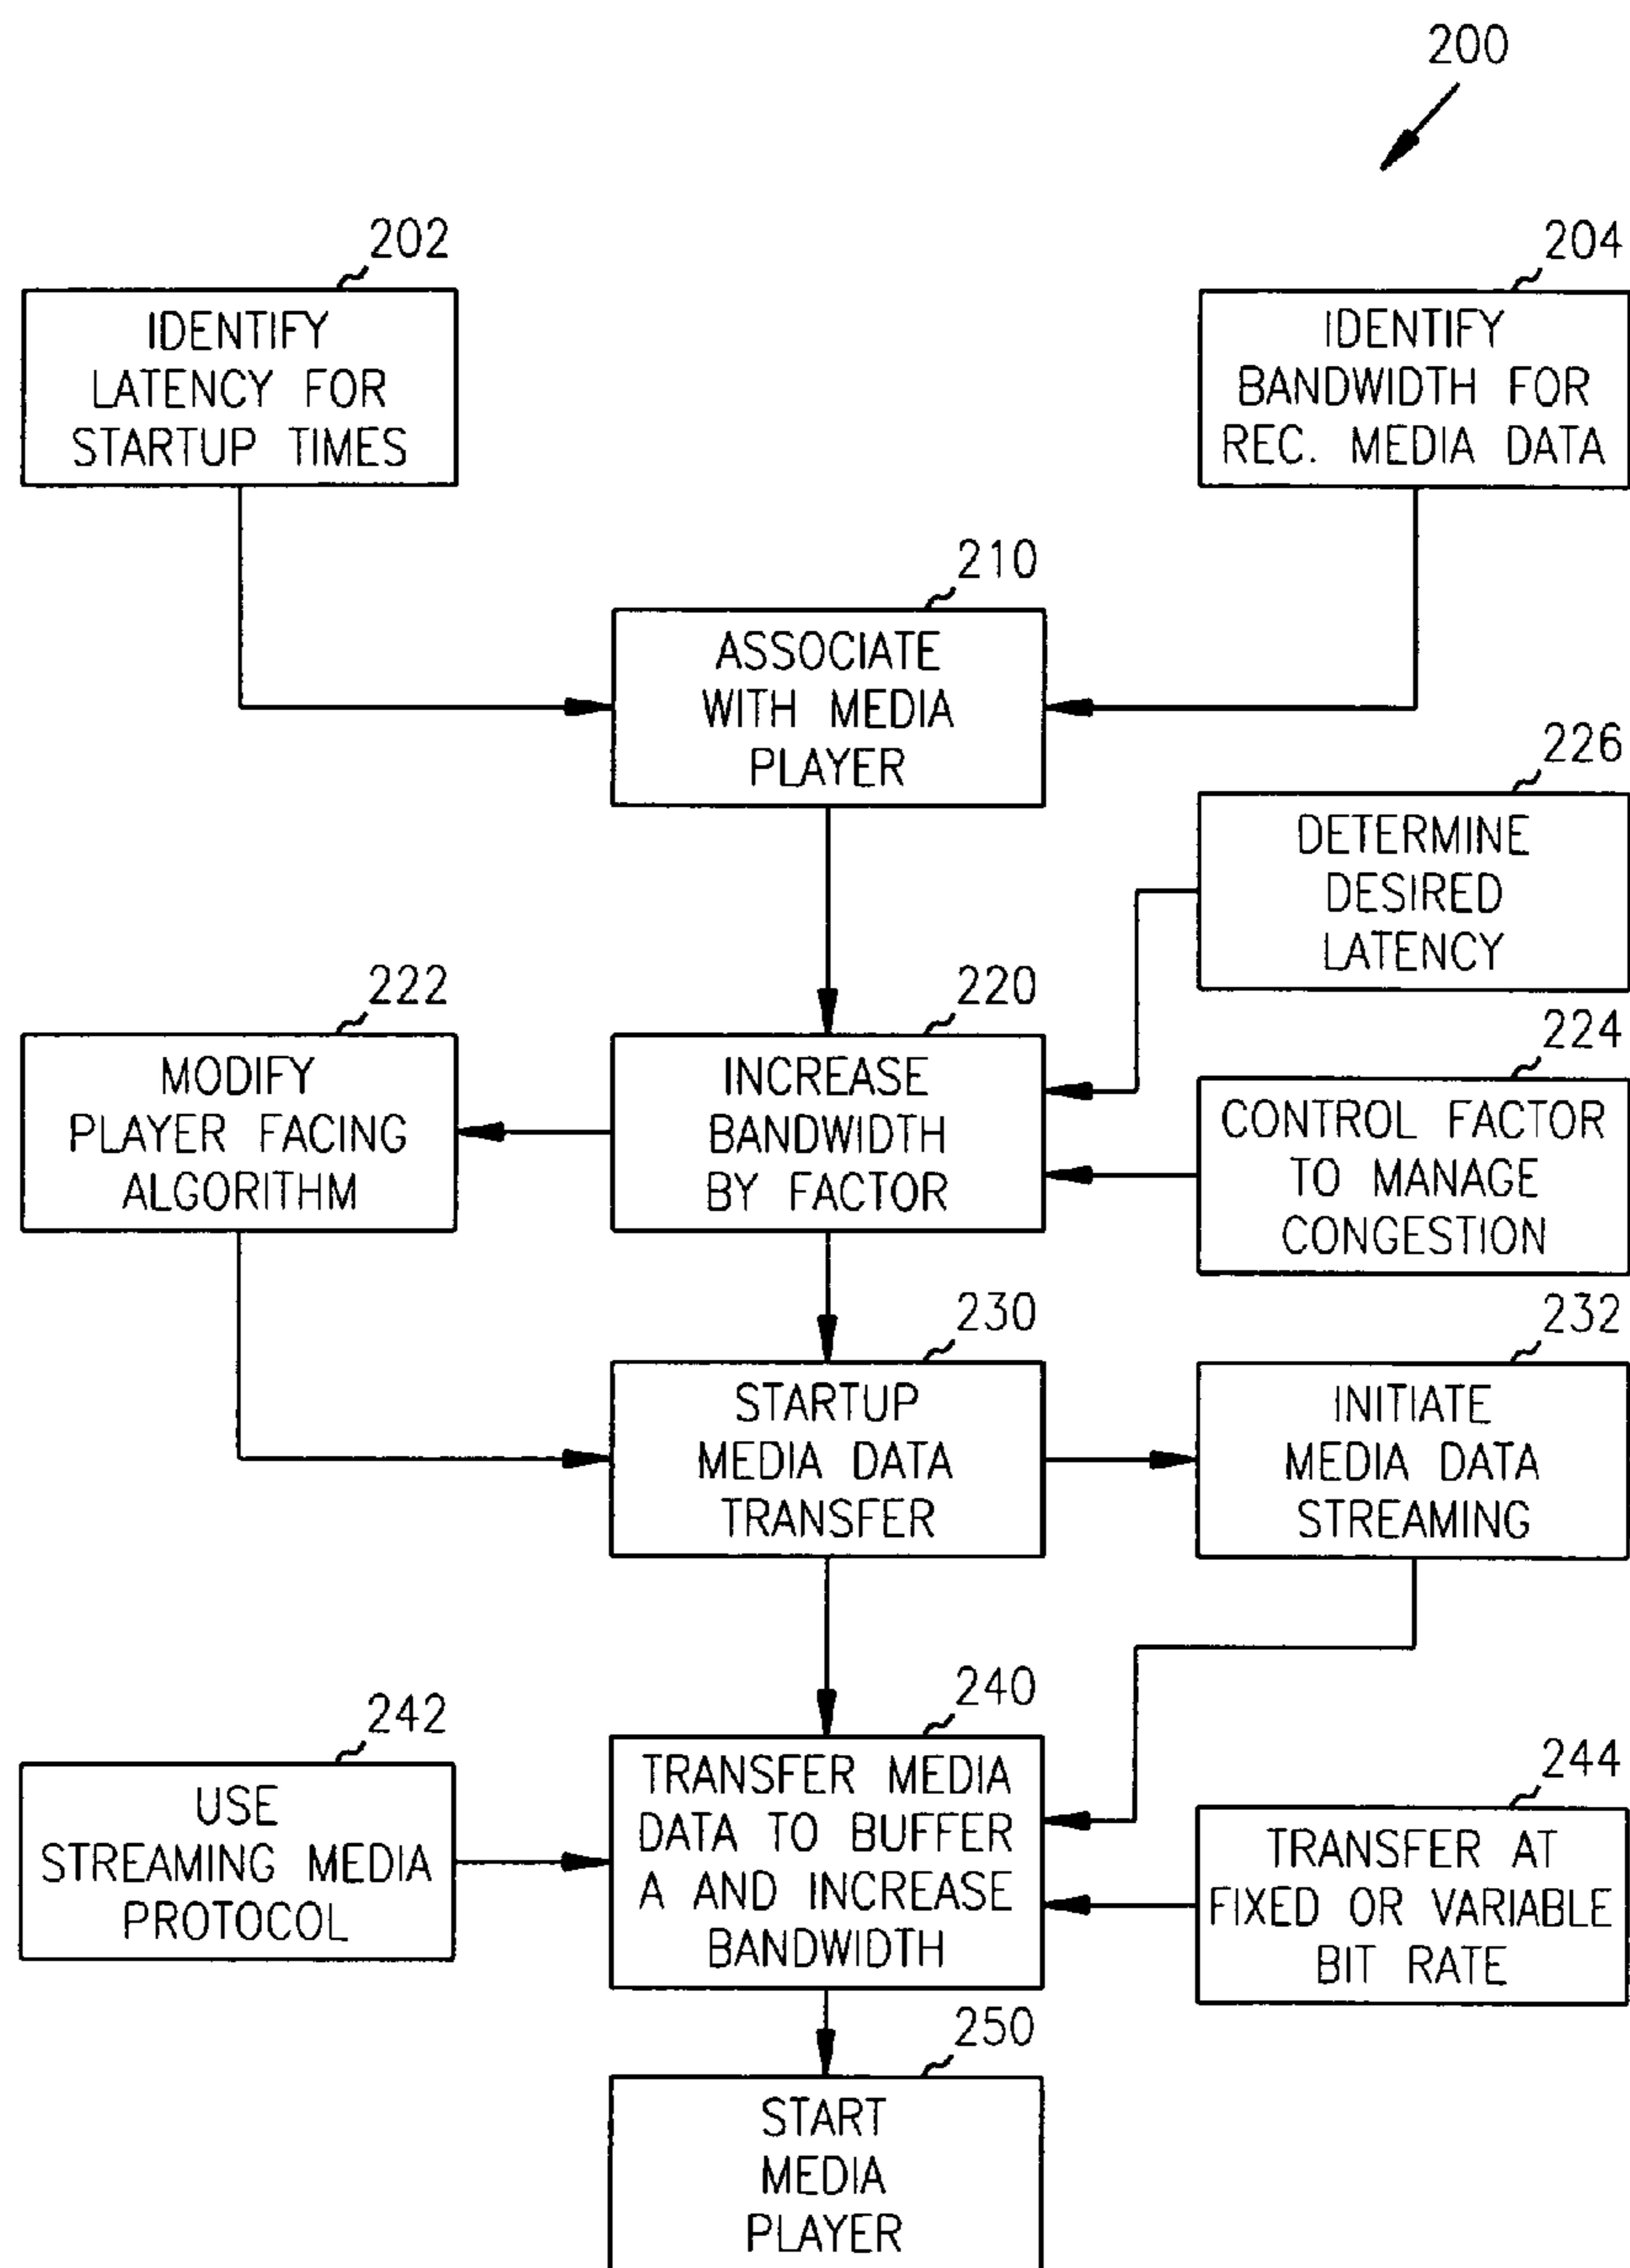 200
202
IDENTIFY
LATENCY FOR
STARTUP TIMES
204
IDENTIFY
BANDWIDTH FOR
REC. MEDIA DATA
210
ASSOCIATE
WITH MEDIA
PLAYER
226
DETERMINE
DESIRED
LATENCY
222
MODIFY
PLAYER FACING
ALGORITHM
220
INCREASE
BANDWIDTH
BY FACTOR
224
CONTROL FACTOR
TO MANAGE
CONGESTION
230
STARTUP
MEDIA DATA
TRANSFER
232
INITIATE
MEDIA DATA
STREAMING
242
USE
STREAMING MEDIA
PROTOCOL
240
TRANSFER MEDIA
DATA TO BUFFER
A AND INCREASE
BANDWIDTH
244
TRANSFER AT
FIXED OR VARIABLE
BIT RATE
250
START
MEDIA
PLAYER